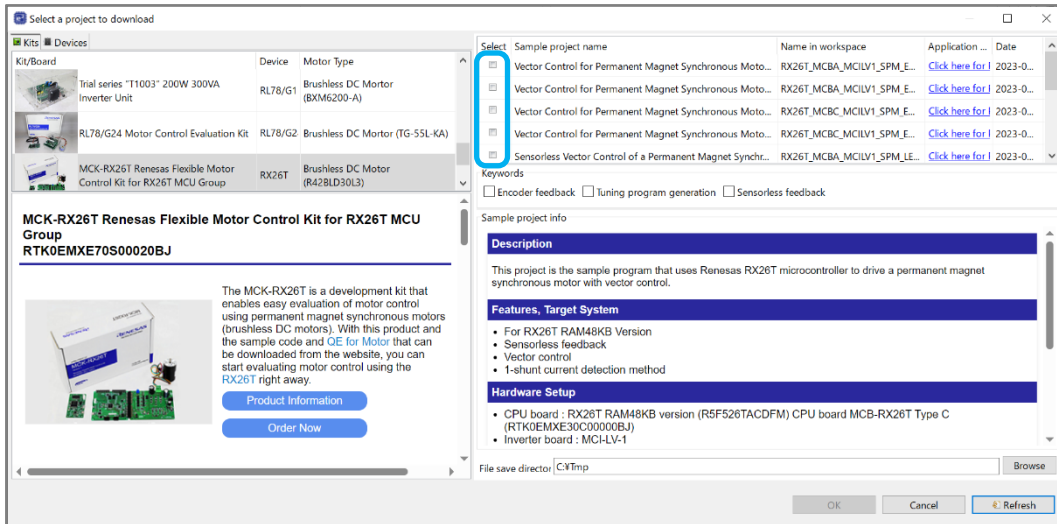 Select a project to download
Kits
Devices
Kit/Board
Device
Motor Type
Trial series "T1003" 200W 300VA
Inverter Unit
RL78/G1
Brushless DC Mortor
(BXM6200-A)
RL78/G24 Motor Control Evaluation Kit
RL78/G2
Brushless DC Mortor (TG-55L-KA)
MCK-RX26T Renesas Flexible Motor
Control Kit for RX26T MCU Group
RX26T
Brushless DC Motor
(R42BLD30L3)
MCK-RX26T Renesas Flexible Motor Control Kit for RX26T MCU
Group
RTK0EMXE70S00020BJ
The MCK-RX26T is a development kit that
enables easy evaluation of motor control
using permanent magnet synchronous motors
(brushless DC motors). With this product and
the sample code and QE for Motor that can
be downloaded from the website, you can
start evaluating motor control using the
RX26T right away.
Product Information
Order Now
Select
Sample project name
Name in workspace
Application ...
Date
Vector Control for Permanent Magnet Synchronous Moto...
RX26T_MCBA_MCILV1_SPM_E...
Click here for
2023-0...
Vector Control for Permanent Magnet Synchronous Moto...
RX26T_MCBC_MCILV1_SPM_E...
Click here for
2023-0...
Vector Control for Permanent Magnet Synchronous Moto...
RX26T_MCBA_MCILV1_SPM_E...
Click here for
2023-0...
Vector Control for Permanent Magnet Synchronous Moto...
RX26T_MCBC_MCILV1_SPM_E...
Click here for
2023-0...
Sensorless Vector Control of a Permanent Magnet Synchr...
RX26T_MCBA_MCILV1_SPM_LE...
Click here for
2023-0...
Keywords
Encoder feedback
Tuning program generation
Sensorless feedback
Sample project info
Description
This project is the sample program that uses Renesas RX26T microcontroller to drive a permanent magnet
synchronous motor with vector control.
Features, Target System
• For RX26T RAM48KB Version
• Sensorless feedback
• Vector control
• 1-shunt current detection method
Hardware Setup
• CPU board : RX26T RAM48KB version (R5F526TACDFM) CPU board MCB-RX26T Type C
(RTK0EMXE30C00000BJ)
• Inverter board : MCI-LV-1
File save director
C:¥Tmp
Browse
OK
Cancel
Refresh